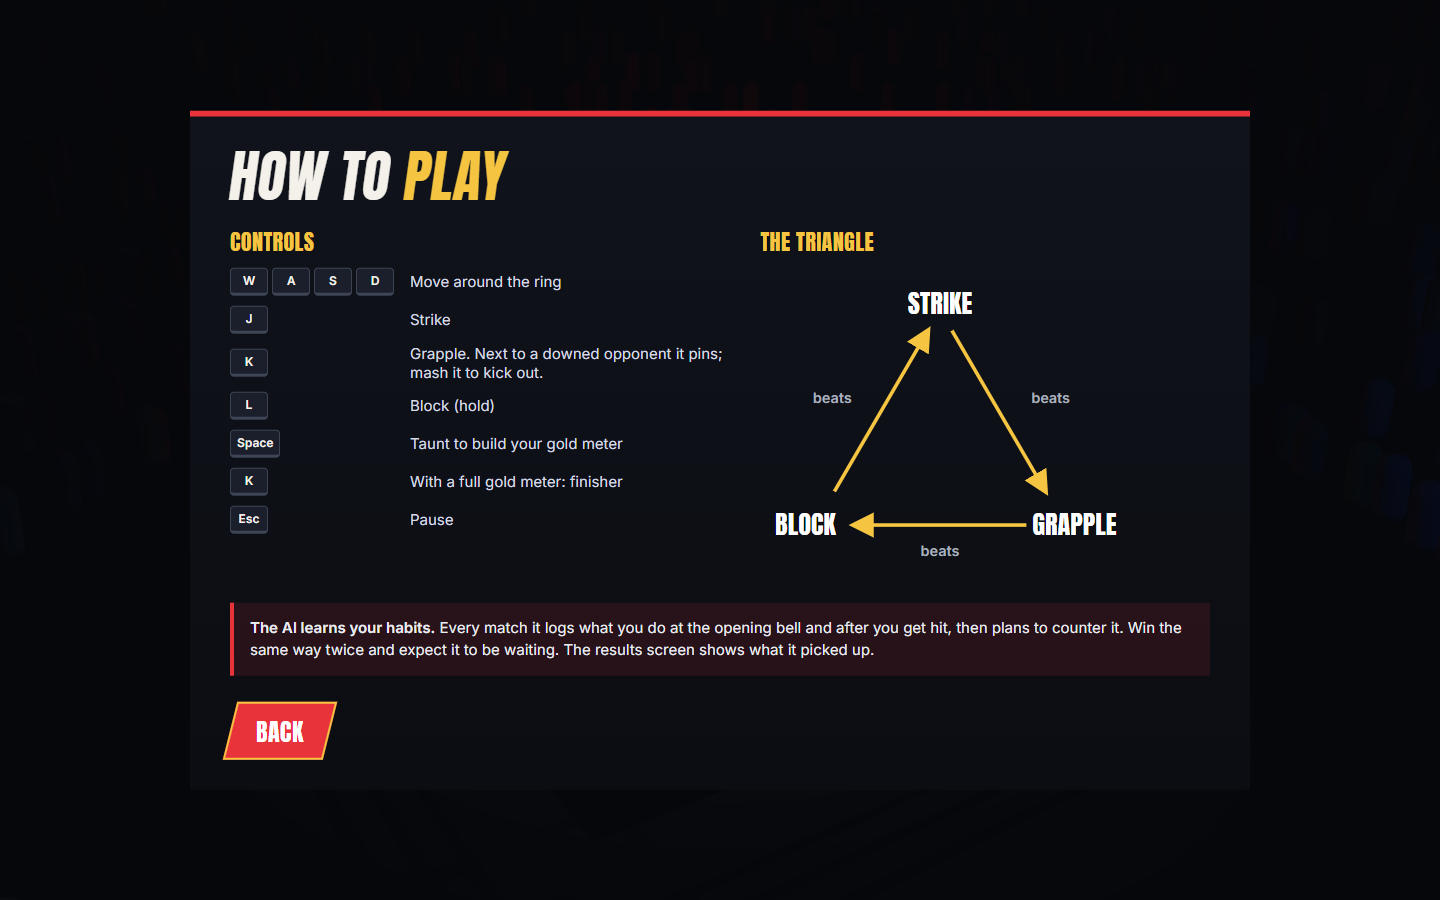 HOW TO PLAY
CONTROLS
W A S D Move around the ring
J Strike
K Grapple. Next to a downed opponent it pins;
mash it to kick out.
L Block (hold)
Space Taunt to build your gold meter
K With a full gold meter: finisher
Esc Pause
THE TRIANGLE
STRIKE
beats beats
BLOCK GRAPPLE
beats
The AI learns your habits. Every match it logs what you do at the opening bell and after you get hit, then plans to counter it. Win the
same way twice and expect it to be waiting. The results screen shows what it picked up.
BACK